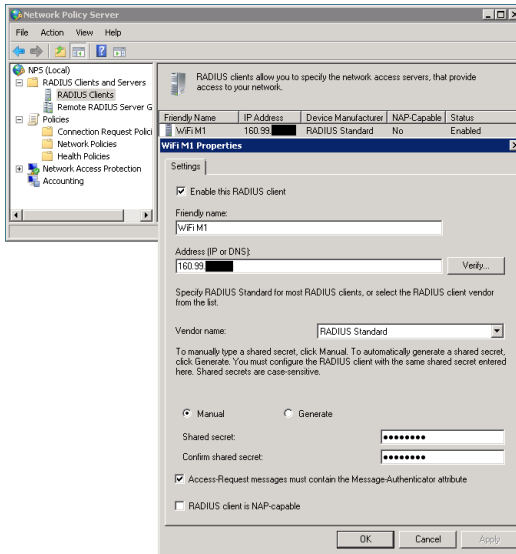 Network Policy Server
File Action View Help
NPS (Local)
RADIUS Clients and Servers
RADIUS Clients
Remote RADIUS Server G
Policies
Connection Request Polici
Network Policies
Health Policies
Network Access Protection
Accounting
RADIUS clients allow you to specify the network access servers, that provide
access to your network.
Friendly Name IP Address Device Manufacturer NAP-Capable Status
WiFi M1 160.99. RADIUS Standard No Enabled
WiFi M1 Properties
Settings
Enable this RADIUS client
Friendly name:
WiFi M1
Address (IP or DNS):
160.99.
Verify...
Specify RADIUS Standard for most RADIUS clients, or select the RADIUS client vendor
from the list.
Vendor name: RADIUS Standard
To manually type a shared secret, click Manual. To automatically generate a shared secret,
click Generate. You must configure the RADIUS client with the same shared secret entered
here. Shared secrets are case-sensitive.
Manual Generate
Shared secret: ●●●●●●●●
Confirm shared secret: ●●●●●●●●
Access-Request messages must contain the Message-Authenticator attribute
RADIUS client is NAP-capable
OK Cancel Apply